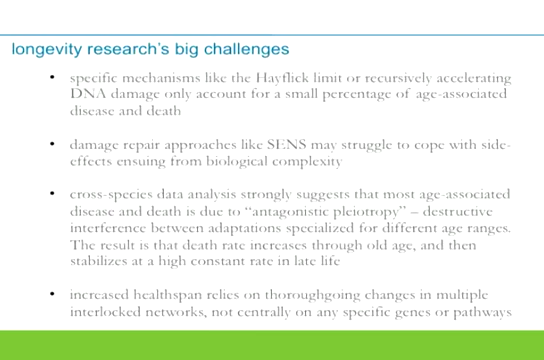 longevity research's big challenges
• specific mechanisms like the Hayflick limit or recursively accelerating
DNA damage only account for a small percentage of age-associated
disease and death
• damage repair approaches like SENS may struggle to cope with side-
effects ensuing from biological complexity
• cross-species data analysis strongly suggests that most age-associated
disease and death is due to “antagonistic pleiotropy” – destructive
interference between adaptations specialized for different age ranges.
The result is that death rate increases through old age, and then
stabilizes at a high constant rate in late life
• increased healthspan relies on thoroughgoing changes in multiple
interlocked networks, not centrally on any specific genes or pathways